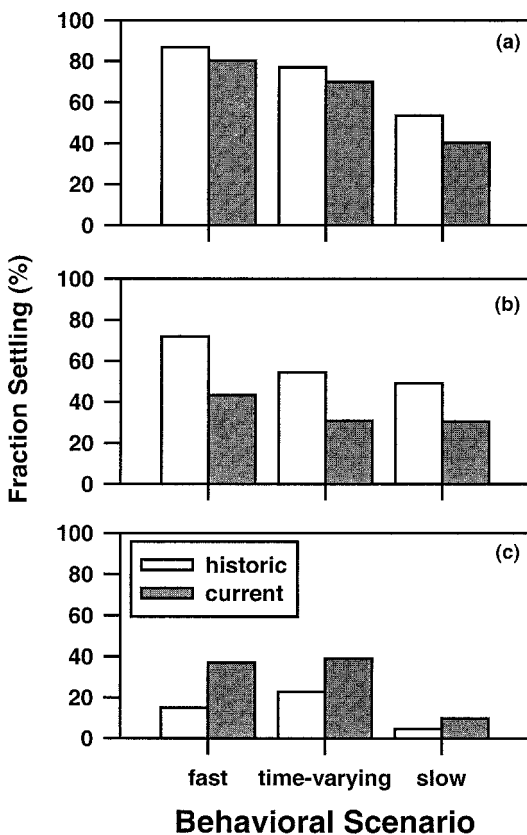 100
80
60
40
20
0
(a)
Fraction Settling (%)
100
80
60
40
20
0
(b)
100
80
60
40
20
0
(c)
historic
current
fast time-varying slow
Behavioral Scenario